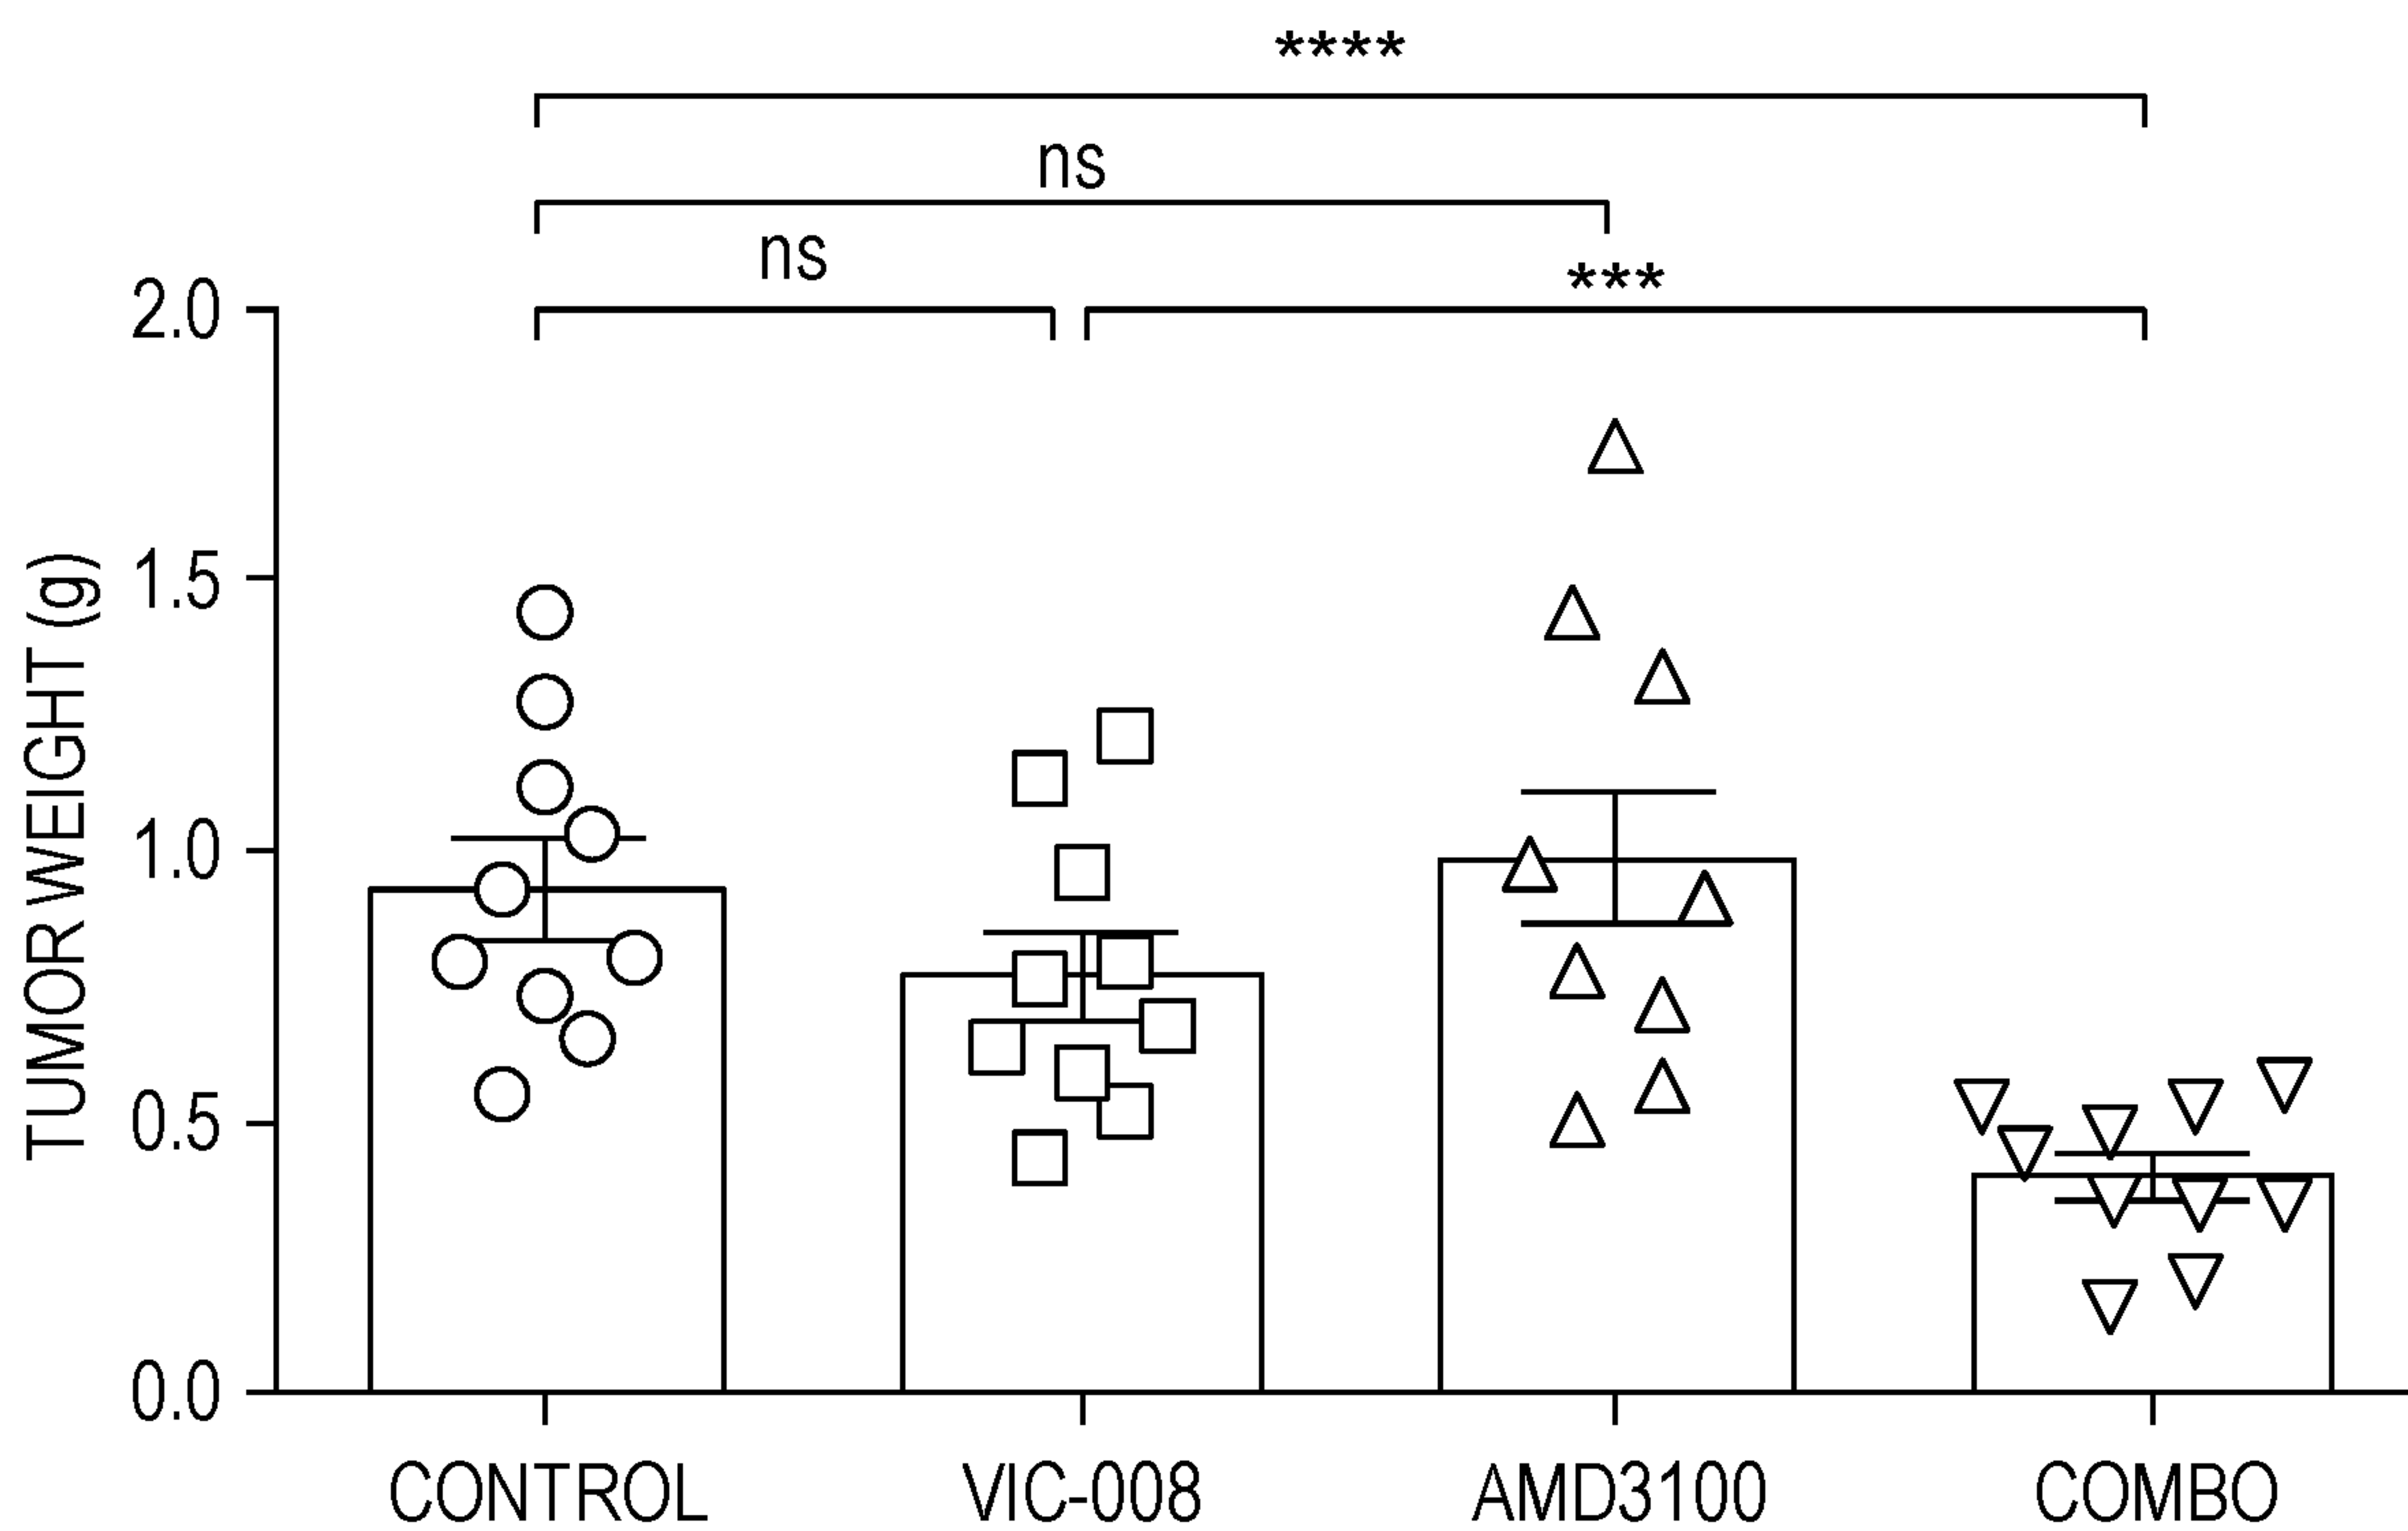 ****
ns
ns
***
2.0
1.5
1.0
0.5
0.0
TUMOR WEIGHT (g)
CONTROL
VIC-008
AMD3100
COMBO